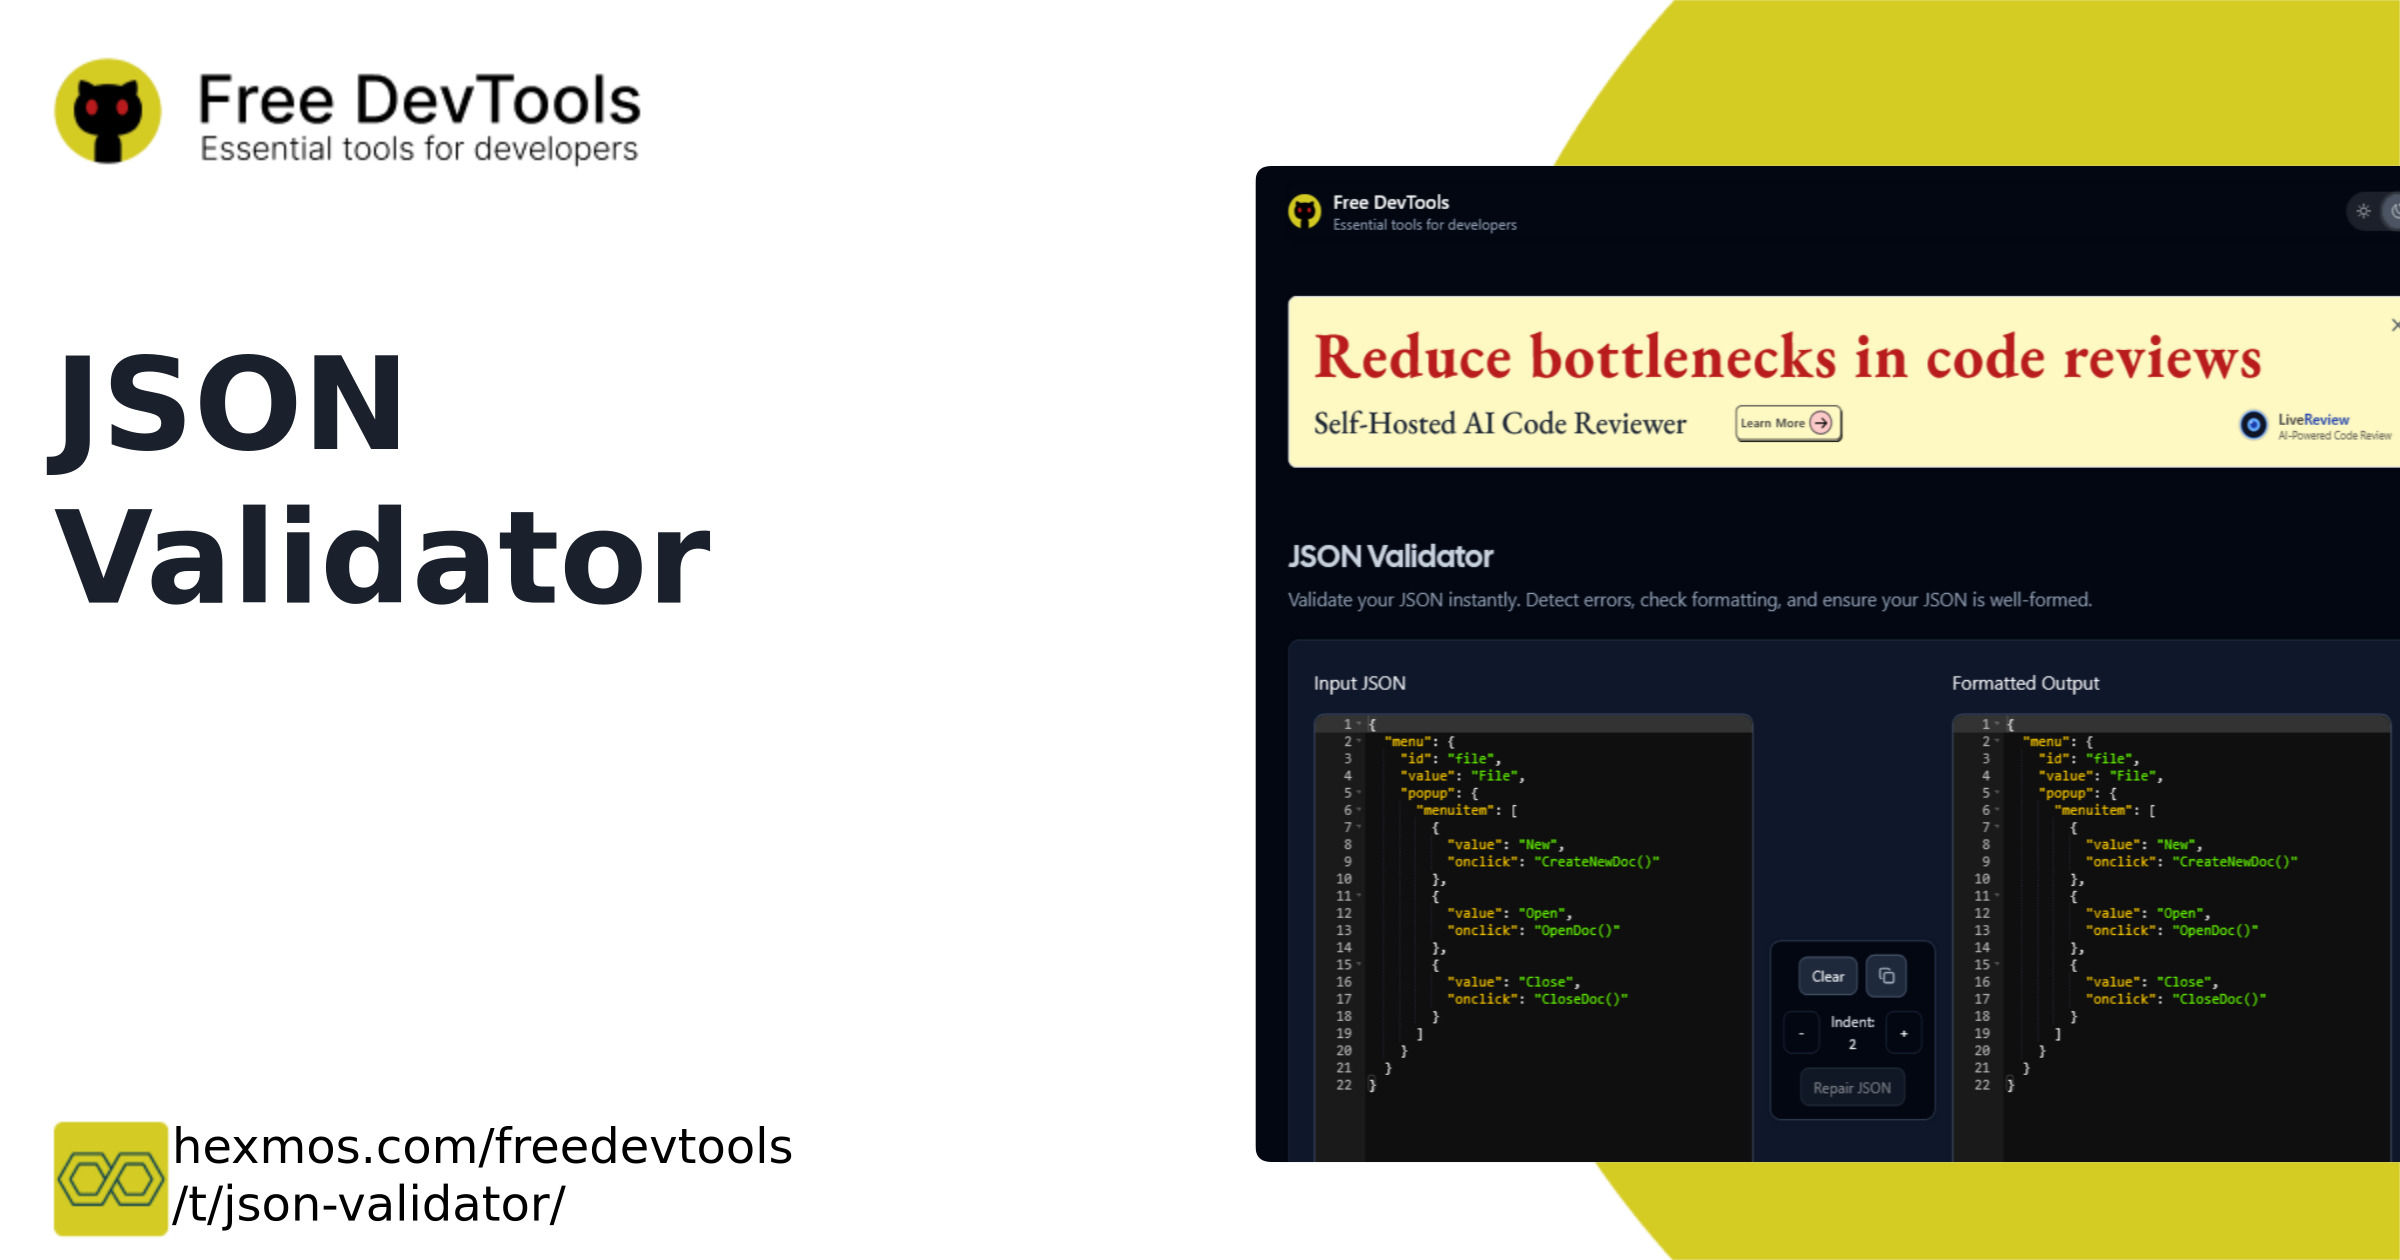 Free DevTools
Essential tools for developers
JSON
Validator
hexmos.com/freedevtools
/t/json-validator/
Free DevTools
Essential tools for developers
Reduce bottlenecks in code reviews
Self-Hosted AI Code Reviewer
Learn More
LiveReview
AI-Powered Code Review
JSON Validator
Validate your JSON instantly. Detect errors, check formatting, and ensure your JSON is well-formed.
Input JSON
1 {
2 "menu": {
3 "id": "file",
4 "value": "File",
5 "popup": {
6 "menuitem": [
7 {
8 "value": "New",
9 "onclick": "CreateNewDoc()"
10 },
11 {
12 "value": "Open",
13 "onclick": "OpenDoc()"
14 },
15 {
16 "value": "Close",
17 "onclick": "CloseDoc()"
18 }
19 ]
20 }
21 }
22 }
Clear
- Indent: +
2
Repair JSON
Formatted Output
1 {
2 "menu": {
3 "id": "file",
4 "value": "File",
5 "popup": {
6 "menuitem": [
7 {
8 "value": "New",
9 "onclick": "CreateNewDoc()"
10 },
11 {
12 "value": "Open",
13 "onclick": "OpenDoc()"
14 },
15 {
16 "value": "Close",
17 "onclick": "CloseDoc()"
18 }
19 ]
20 }
21 }
22 }